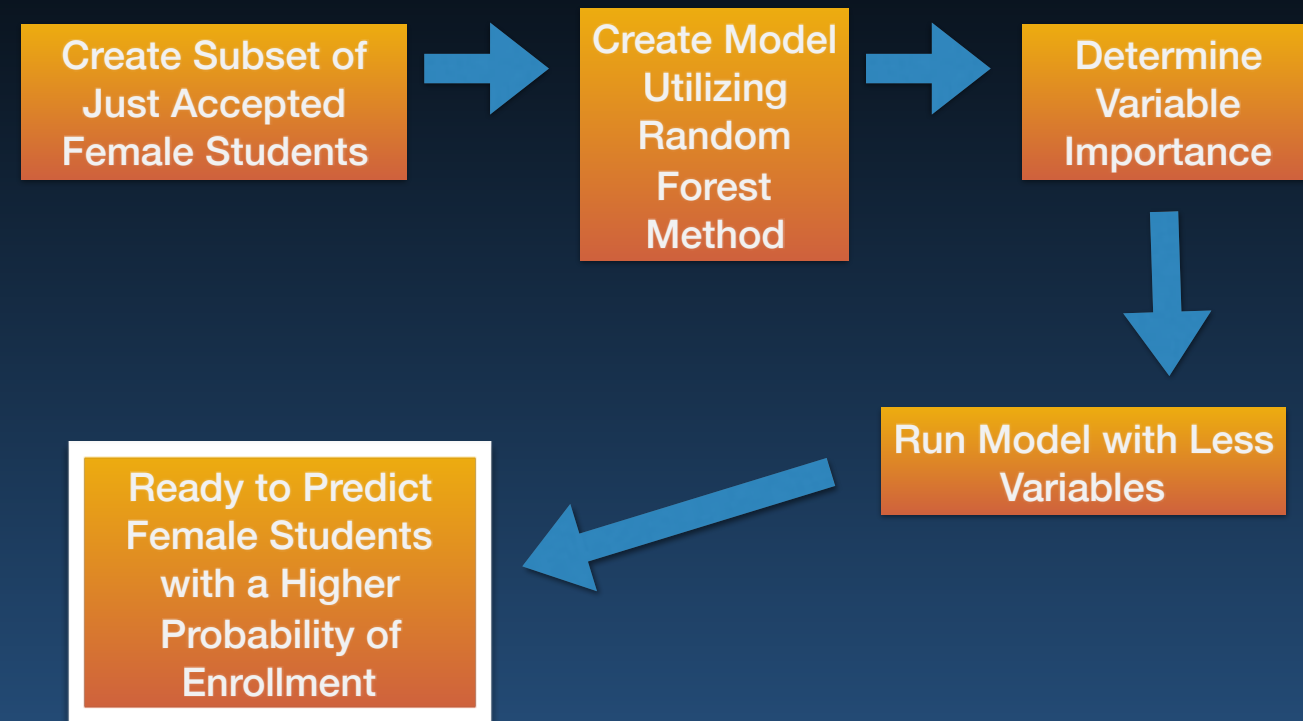 Create Subset of
Just Accepted
Female Students
Create Model
Utilizing
Random
Forest
Method
Determine
Variable
Importance
Run Model with Less
Variables
Ready to Predict
Female Students
with a Higher
Probability of
Enrollment